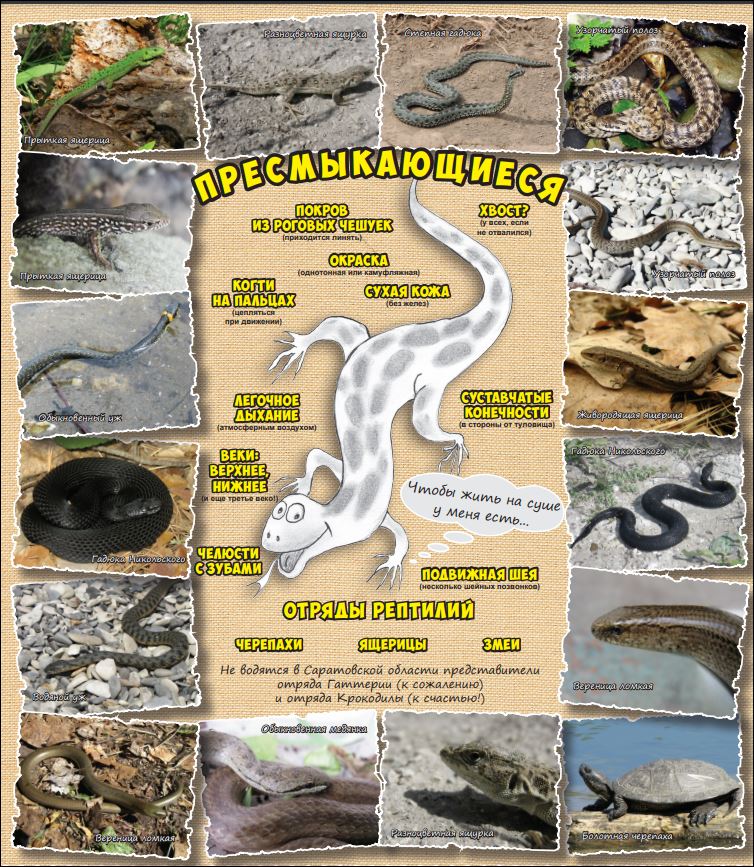 Прыткая ящерица
Разноцветная ящурка
Степная гадюка
Узорчатый полоз
ПРЕСМЫКАЮЩИЕСЯ
Прыткая ящерица
ПОКРОВ
ИЗ РОГОВЫХ ЧЕШУЕК
(приходится линять)
ХВОСТ?
(у всех, если
не отвалился)
Узорчатый полоз
ОКРАСКА
(однотонная или камуфляжная)
КОГТИ
НА ПАЛЬЦАХ
(цепляться
при движении)
СУХАЯ КОЖА
(без желез)
Обыкновенный уж
ЛЕГОЧНОЕ
ДЫХАНИЕ
(атмосферным воздухом)
СУСТАВЧАТЫЕ
КОНЕЧНОСТИ
(в стороны от туловища)
Живородящая ящерица
ВЕКИ:
ВЕРХНЕЕ,
НИЖНЕЕ
(и еще третье веко!)
Чтобы жить на суше
у меня есть...
Гадюка Никольского
Гадюка Никольского
ЧЕЛЮСТИ
С ЗУБАМИ
ПОДВИЖНАЯ ШЕЯ
(несколько шейных позвонков)
ОТРЯДЫ РЕПТИЛИЙ
ЧЕРЕПАХИ ЯЩЕРИЦЫ ЗМЕИ
Не водятся в Саратовской области представители
отряда Гаттерии (к сожалению)
и отряда Крокодилы (к счастью!)
Водяной уж
Вереница ломкая
Вереница ломкая
Обыкновенная медянка
Разноцветная ящурка
Болотная черепаха